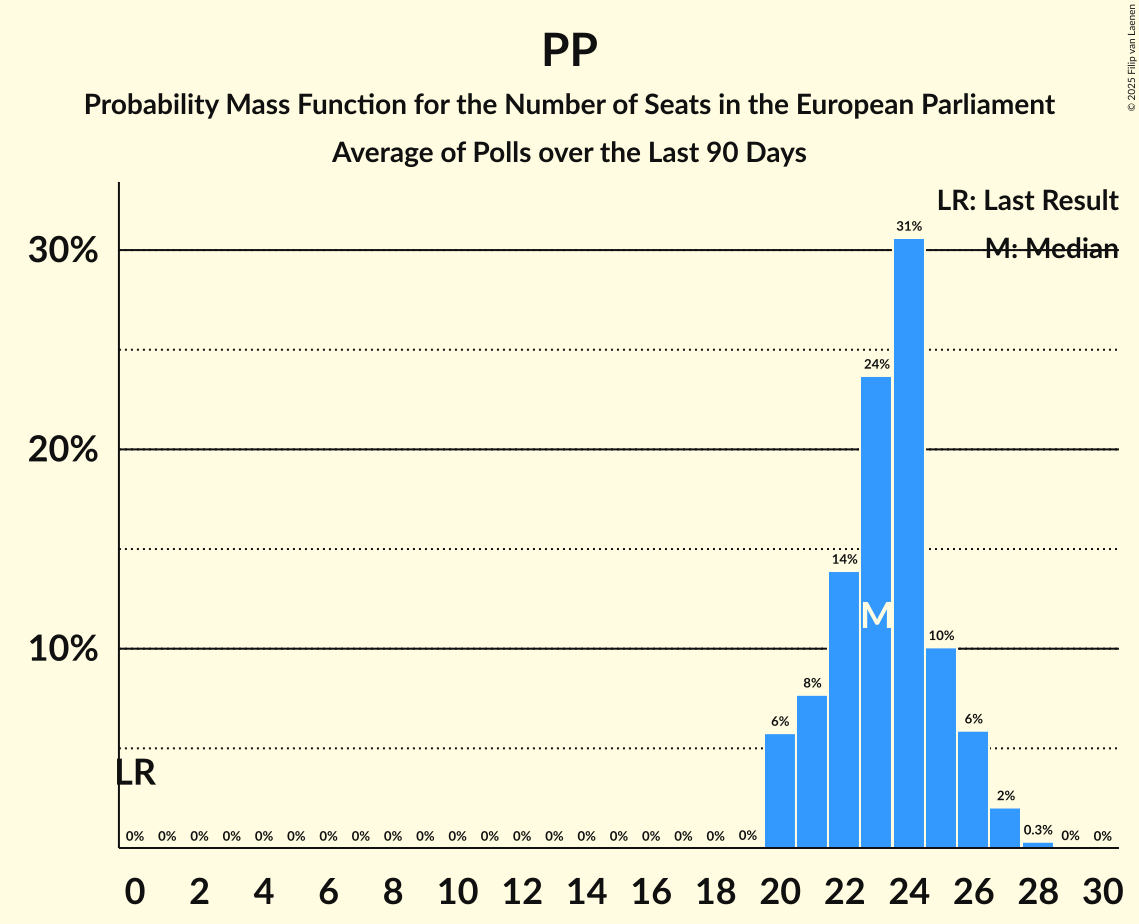 PP
Probability Mass Function for the Number of Seats in the European Parliament
Average of Polls over the Last 90 Days
© 2025 Filip van Laenen
LR: Last Result
M: Median
30%
20%
10%
31%
24%
14%
M
10%
8%
6%
6%
2%
0.3%
LR
0% 0% 0% 0% 0% 0% 0% 0% 0% 0% 0% 0% 0% 0% 0% 0% 0% 0% 0% 0% 0% 0%
0 2 4 6 8 10 12 14 16 18 20 22 24 26 28 30